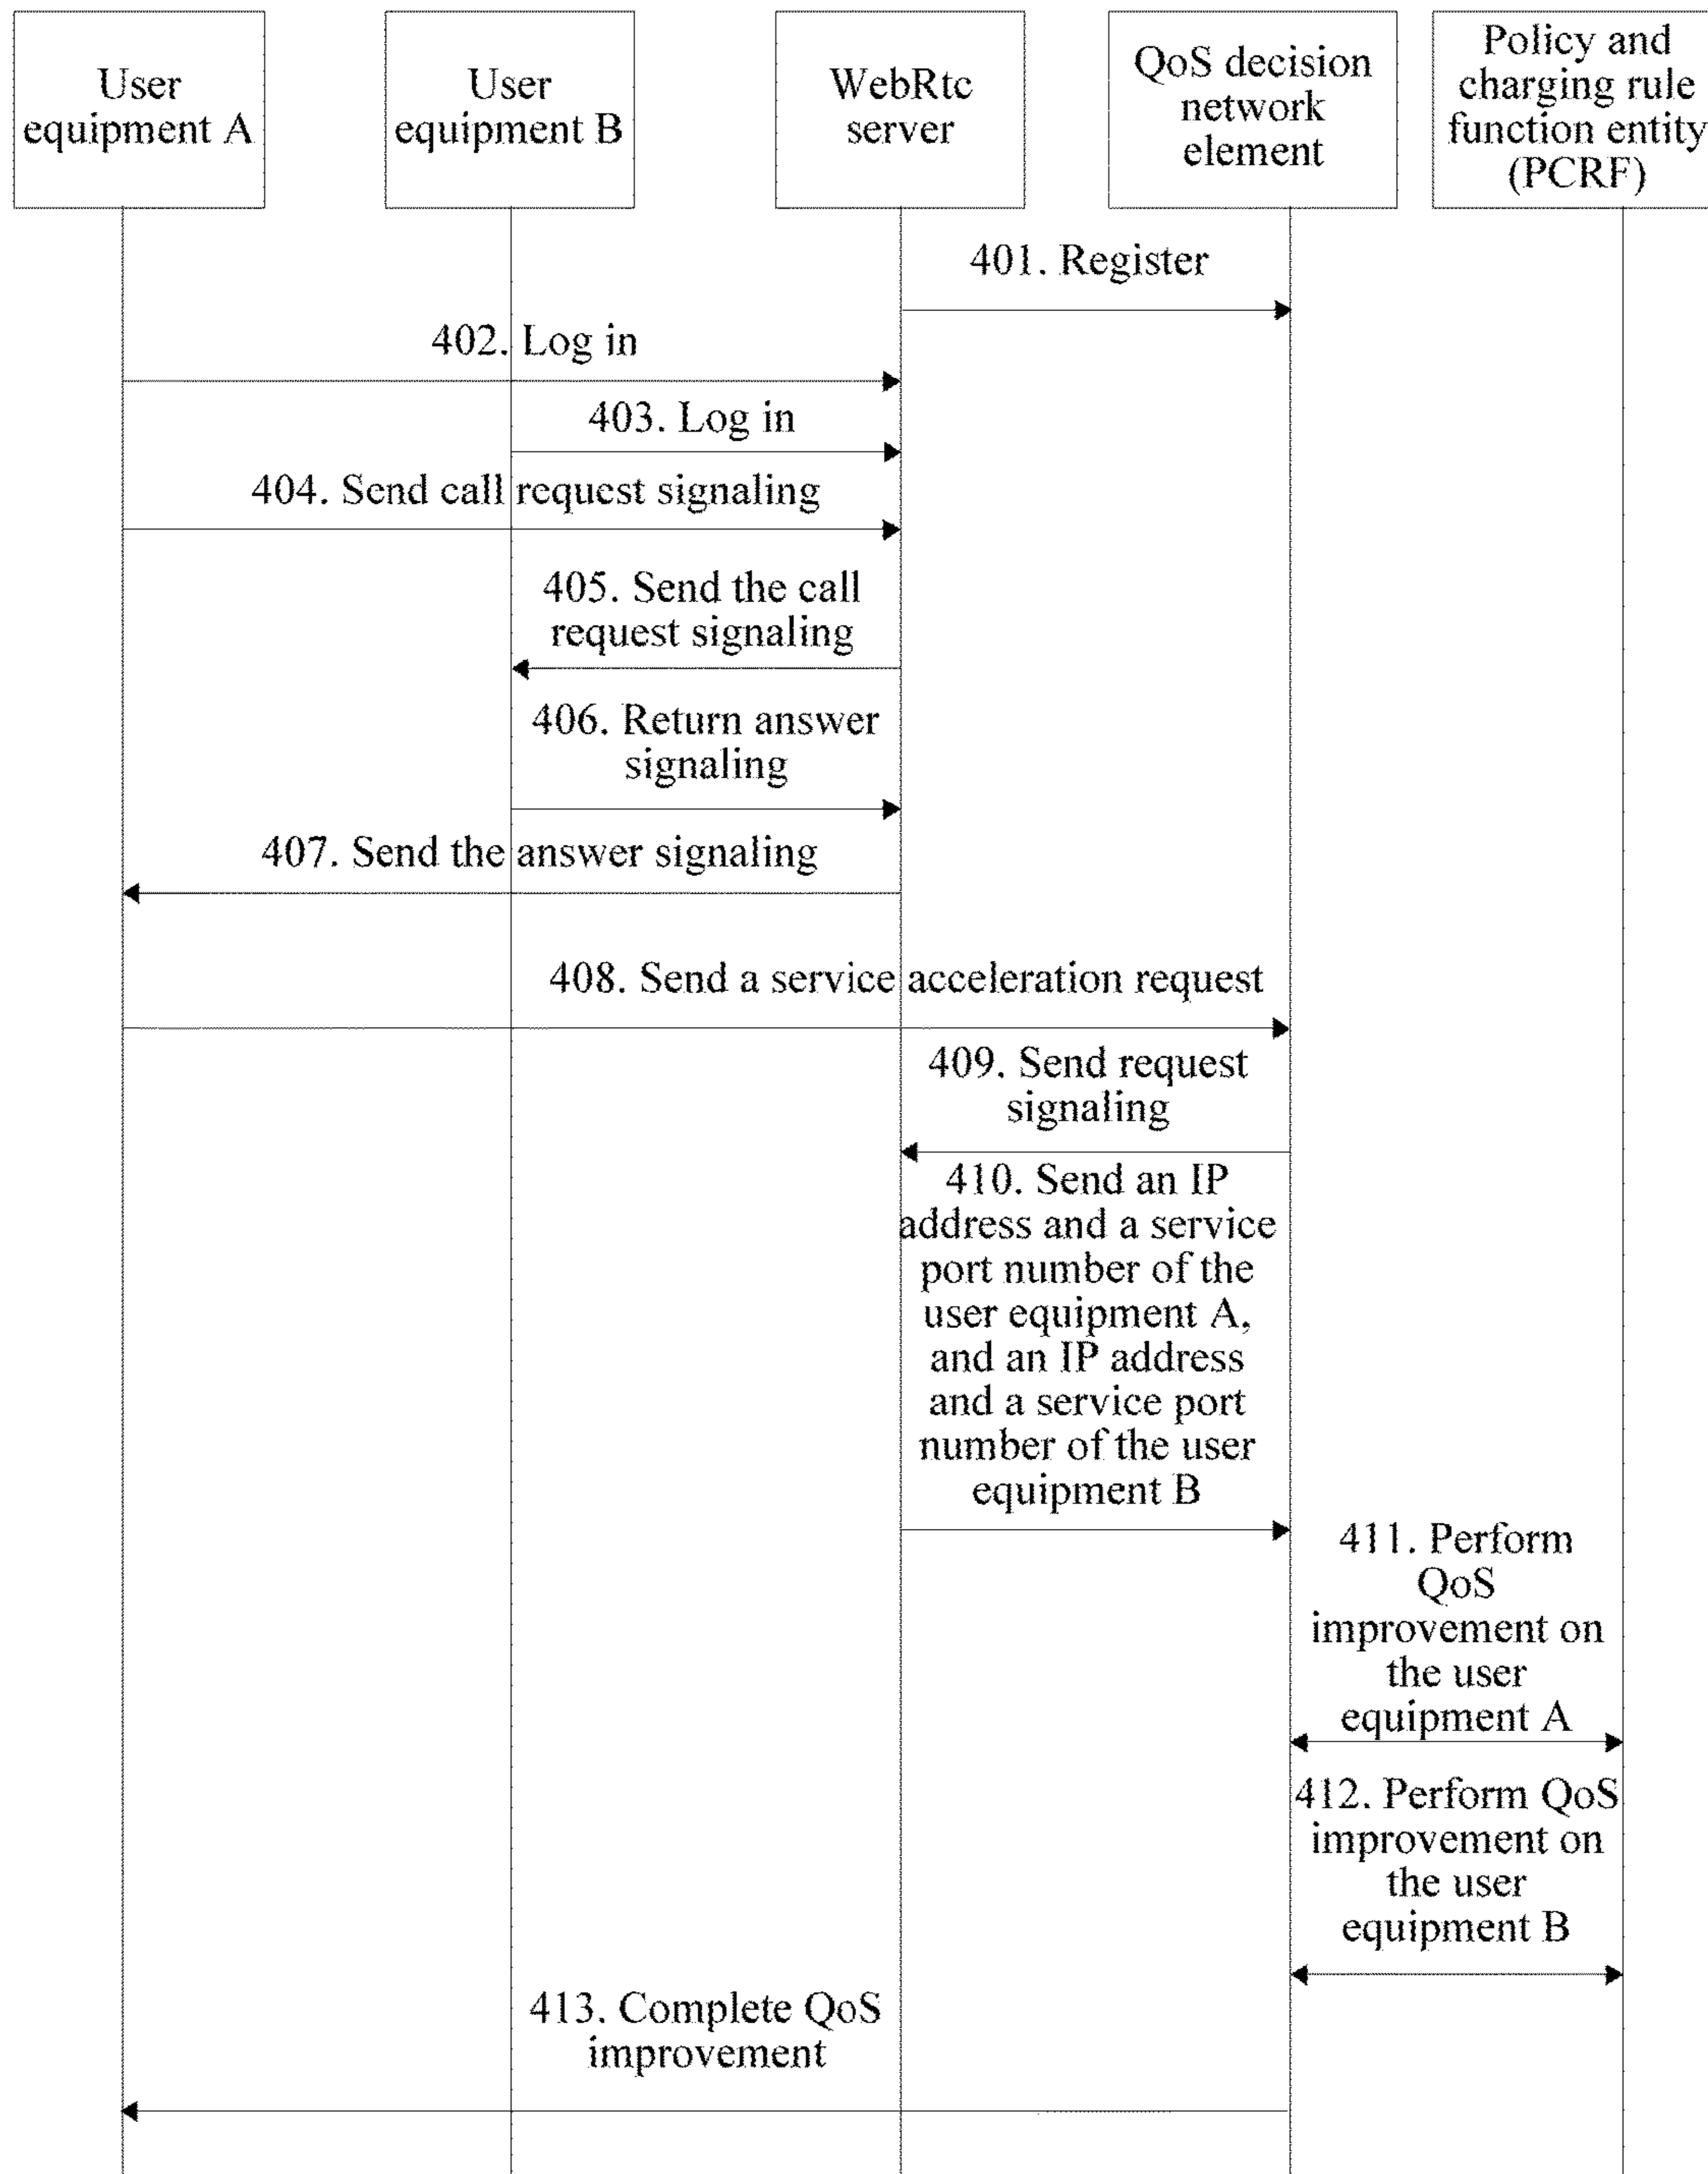 User
equipment A
User
equipment B
WebRtc
server
QoS decision
network
element
Policy and
charging rule
function entity
(PCRF)
401. Register
402. Log in
403. Log in
404. Send call request signaling
405. Send the call
request signaling
406. Return answer
signaling
407. Send the answer signaling
408. Send a service acceleration request
409. Send request
signaling
410. Send an IP
address and a service
port number of the
user equipment A,
and an IP address
and a service port
number of the user
equipment B
411. Perform
QoS
improvement on
the user
equipment A
412. Perform QoS
improvement on
the user
equipment B
413. Complete QoS
improvement